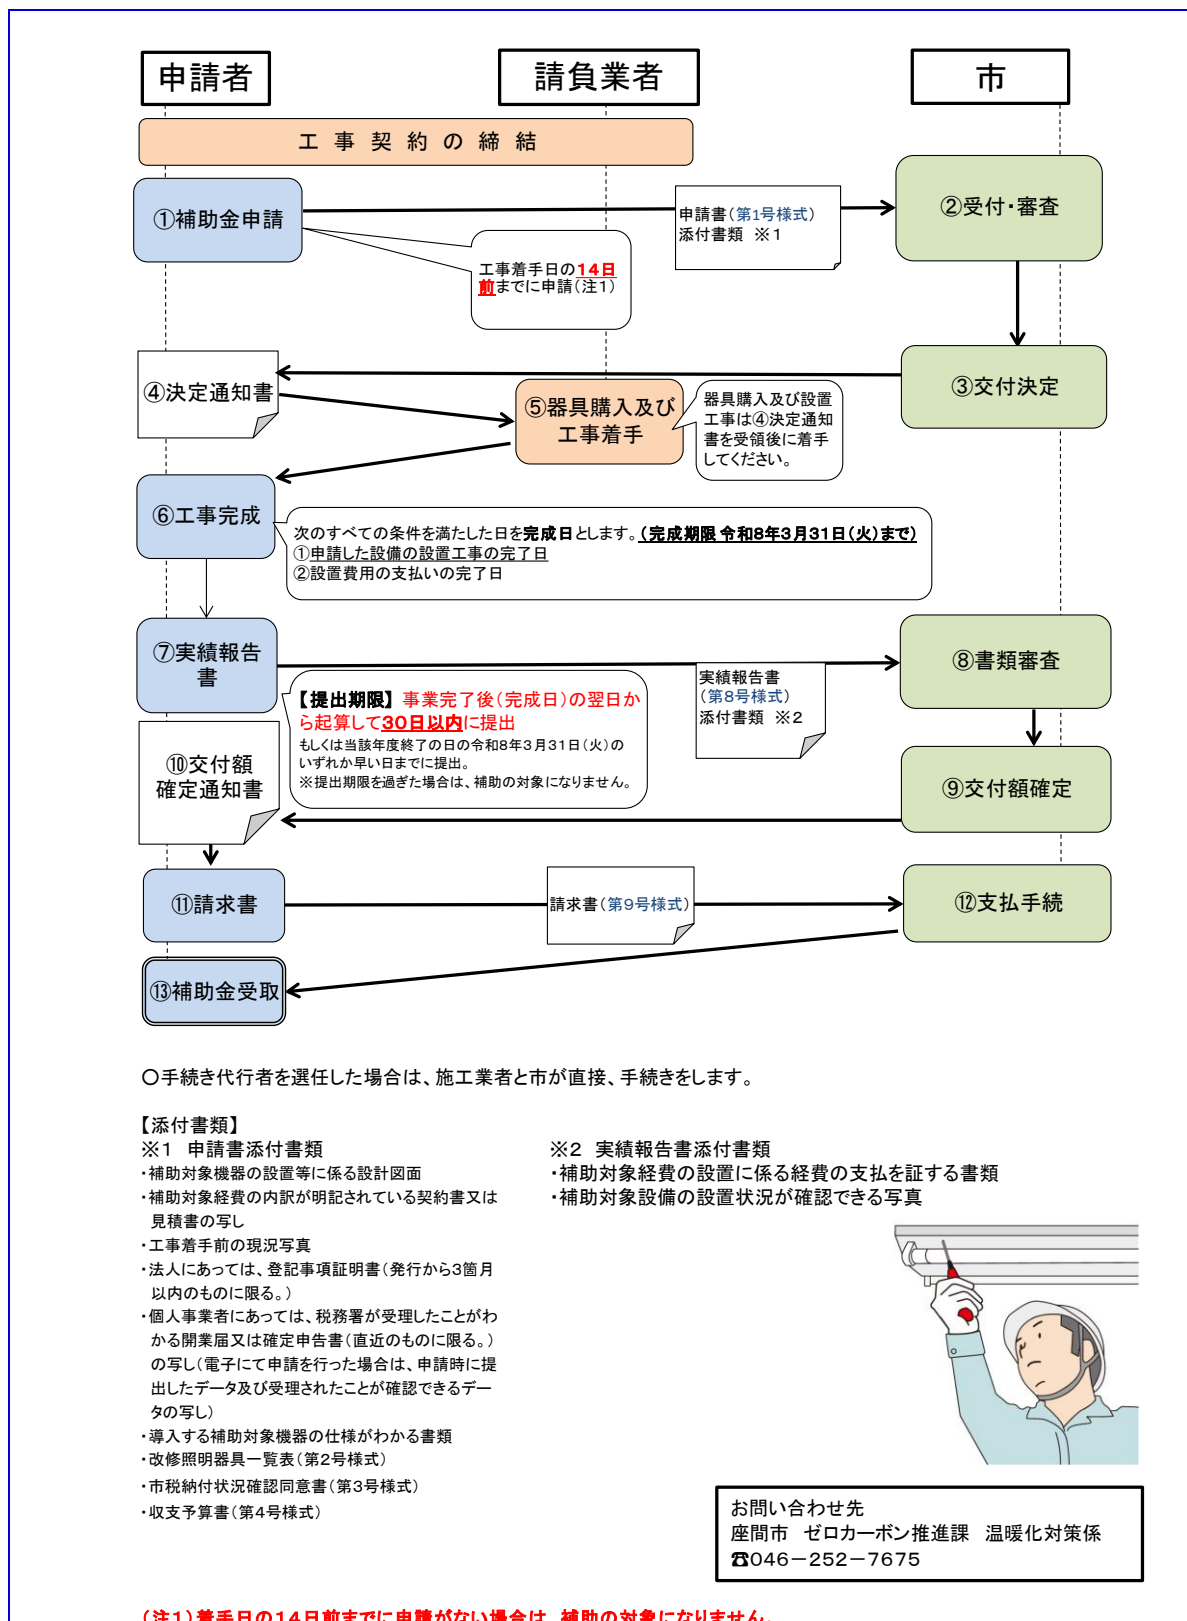 申請者
請負業者
市
工事契約の締結
①補助金申請
申請書（第1号様式）
添付書類 ※1
②受付・審査
工事着手日の14日
前までに申請（注1）
④決定通知書
③交付決定
⑤器具購入及び
工事着手
器具購入及び設置
工事は④決定通知
書を受領後に着手
してください。
⑥工事完成
次のすべての条件を満たした日を完成日とします。（完成期限 令和8年3月31日（火）まで）
①申請した設備の設置工事の完了日
②設置費用の支払いの完了日
⑦実績報告
書
実績報告書
（第8号様式）
添付書類 ※2
⑧書類審査
【提出期限】 事業完了後（完成日）の翌日か
ら起算して30日以内に提出
もしくは当該年度終了の日の令和8年3月31日（火）の
いずれか早い日までに提出。
※提出期限を過ぎた場合は、補助の対象になりません。
⑩交付額
確定通知書
⑨交付額確定
⑪請求書
請求書（第9号様式）
⑫支払手続
⑬補助金受取
○手続き代行者を選任した場合は、施工業者と市が直接、手続きをします。
【添付書類】
※1 申請書添付書類
・補助対象機器の設置等に係る設計図面
・補助対象経費の内訳が明記されている契約書又は
見積書の写し
・工事着手前の現況写真
・法人にあっては、登記事項証明書（発行から3箇月
以内のものに限る。）
・個人事業者にあっては、税務署が受理したことがわ
かる開業届又は確定申告書（直近のものに限る。）
の写し（電子にて申請を行った場合は、申請時に提
出したデータ及び受理されたことが確認できるデー
タの写し）
・導入する補助対象機器の仕様がわかる書類
・改修照明器具一覧表（第2号様式）
・市税納付状況確認同意書（第3号様式）
・収支予算書（第4号様式）
※2 実績報告書添付書類
・補助対象経費の設置に係る経費の支払を証する書類
・補助対象設備の設置状況が確認できる写真
お問い合わせ先
座間市 ゼロカーボン推進課 温暖化対策係
☎046－252－7675
（注1）着手日の14日前までに申請がない場合は、補助の対象になりません。